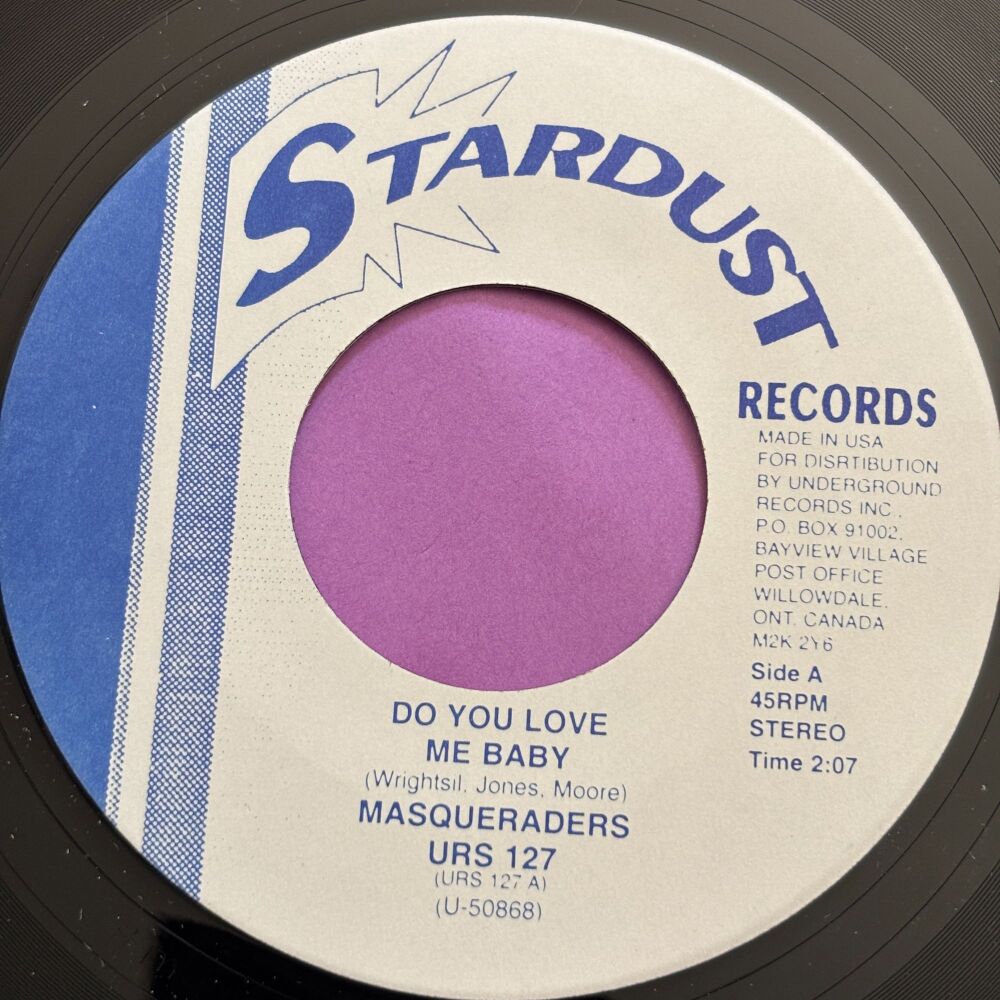 STARDUST
RECORDS
MADE IN USA
FOR DISRTIBUTION
BY UNDERGROUND
RECORDS INC.,
P.O. BOX 91002,
BAYVIEW VILLAGE
POST OFFICE
WILLOWDALE,
ONT. CANADA
M2K 2Y6
Side A
45RPM
STEREO
Time 2:07
DO YOU LOVE
ME BABY
(Wrightsil, Jones, Moore)
MASQUERADERS
URS 127
(URS 127 A)
(U-50868)